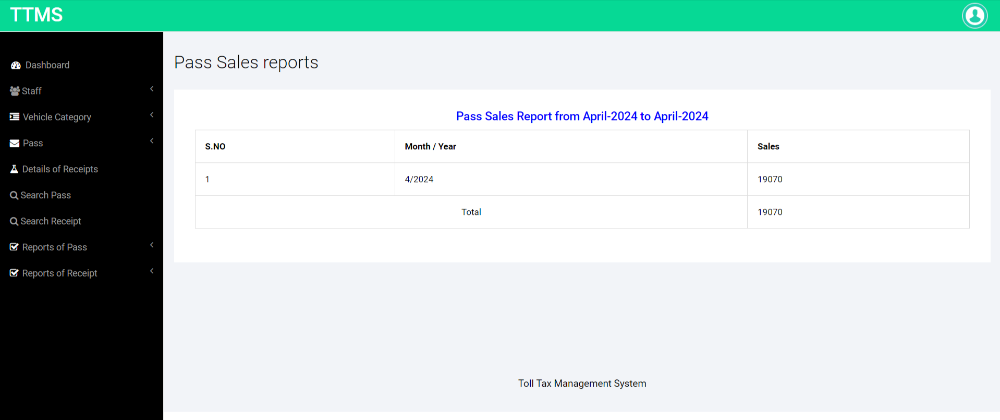 TTMS
Dashboard
Staff
Vehicle Category
Pass
Details of Receipts
Search Pass
Search Receipt
Reports of Pass
Reports of Receipt
Pass Sales reports
Pass Sales Report from April-2024 to April-2024
S.NO Month / Year Sales
1 4/2024 19070
Total 19070
Toll Tax Management System